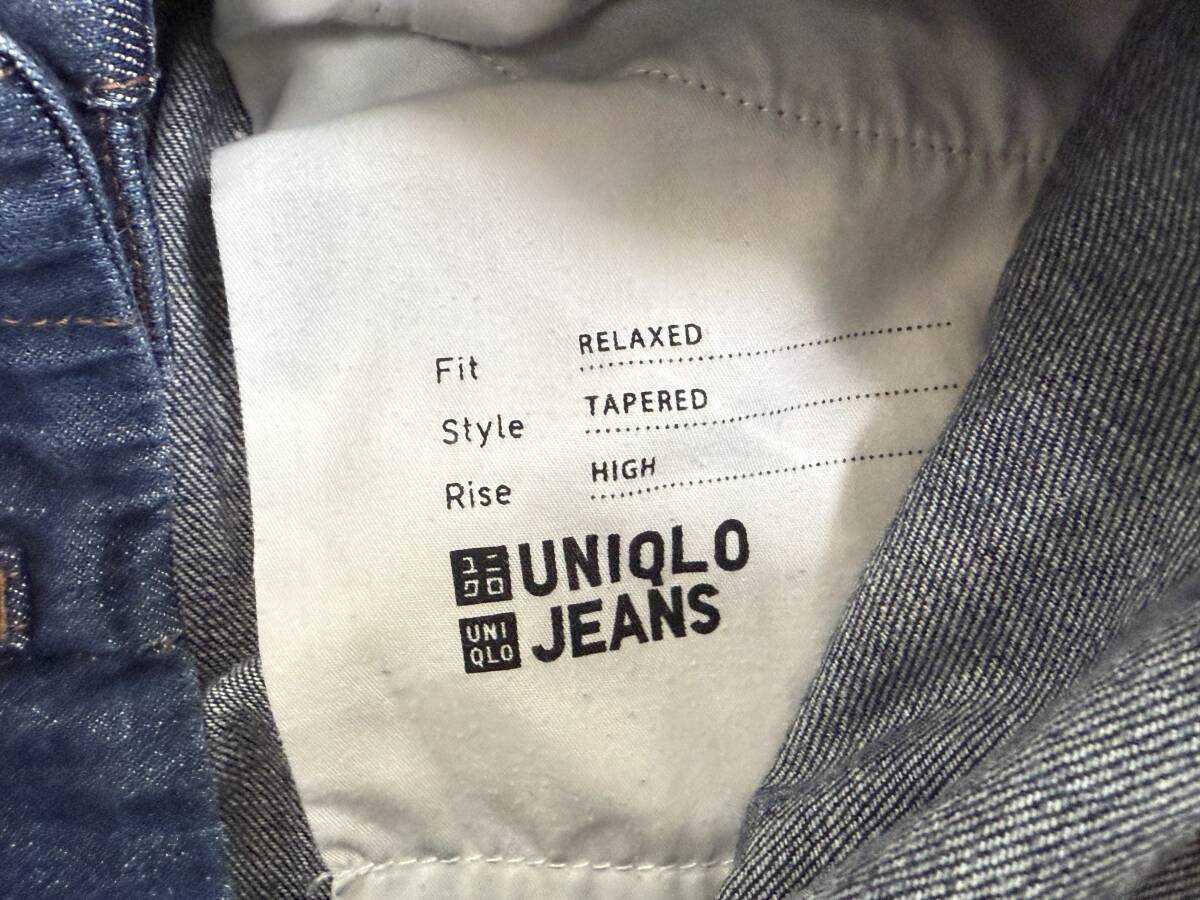 Fit RELAXED
Style TAPERED
Rise HIGH
ユニ
クロ
UNIQLO
UNI
QLO
JEANS